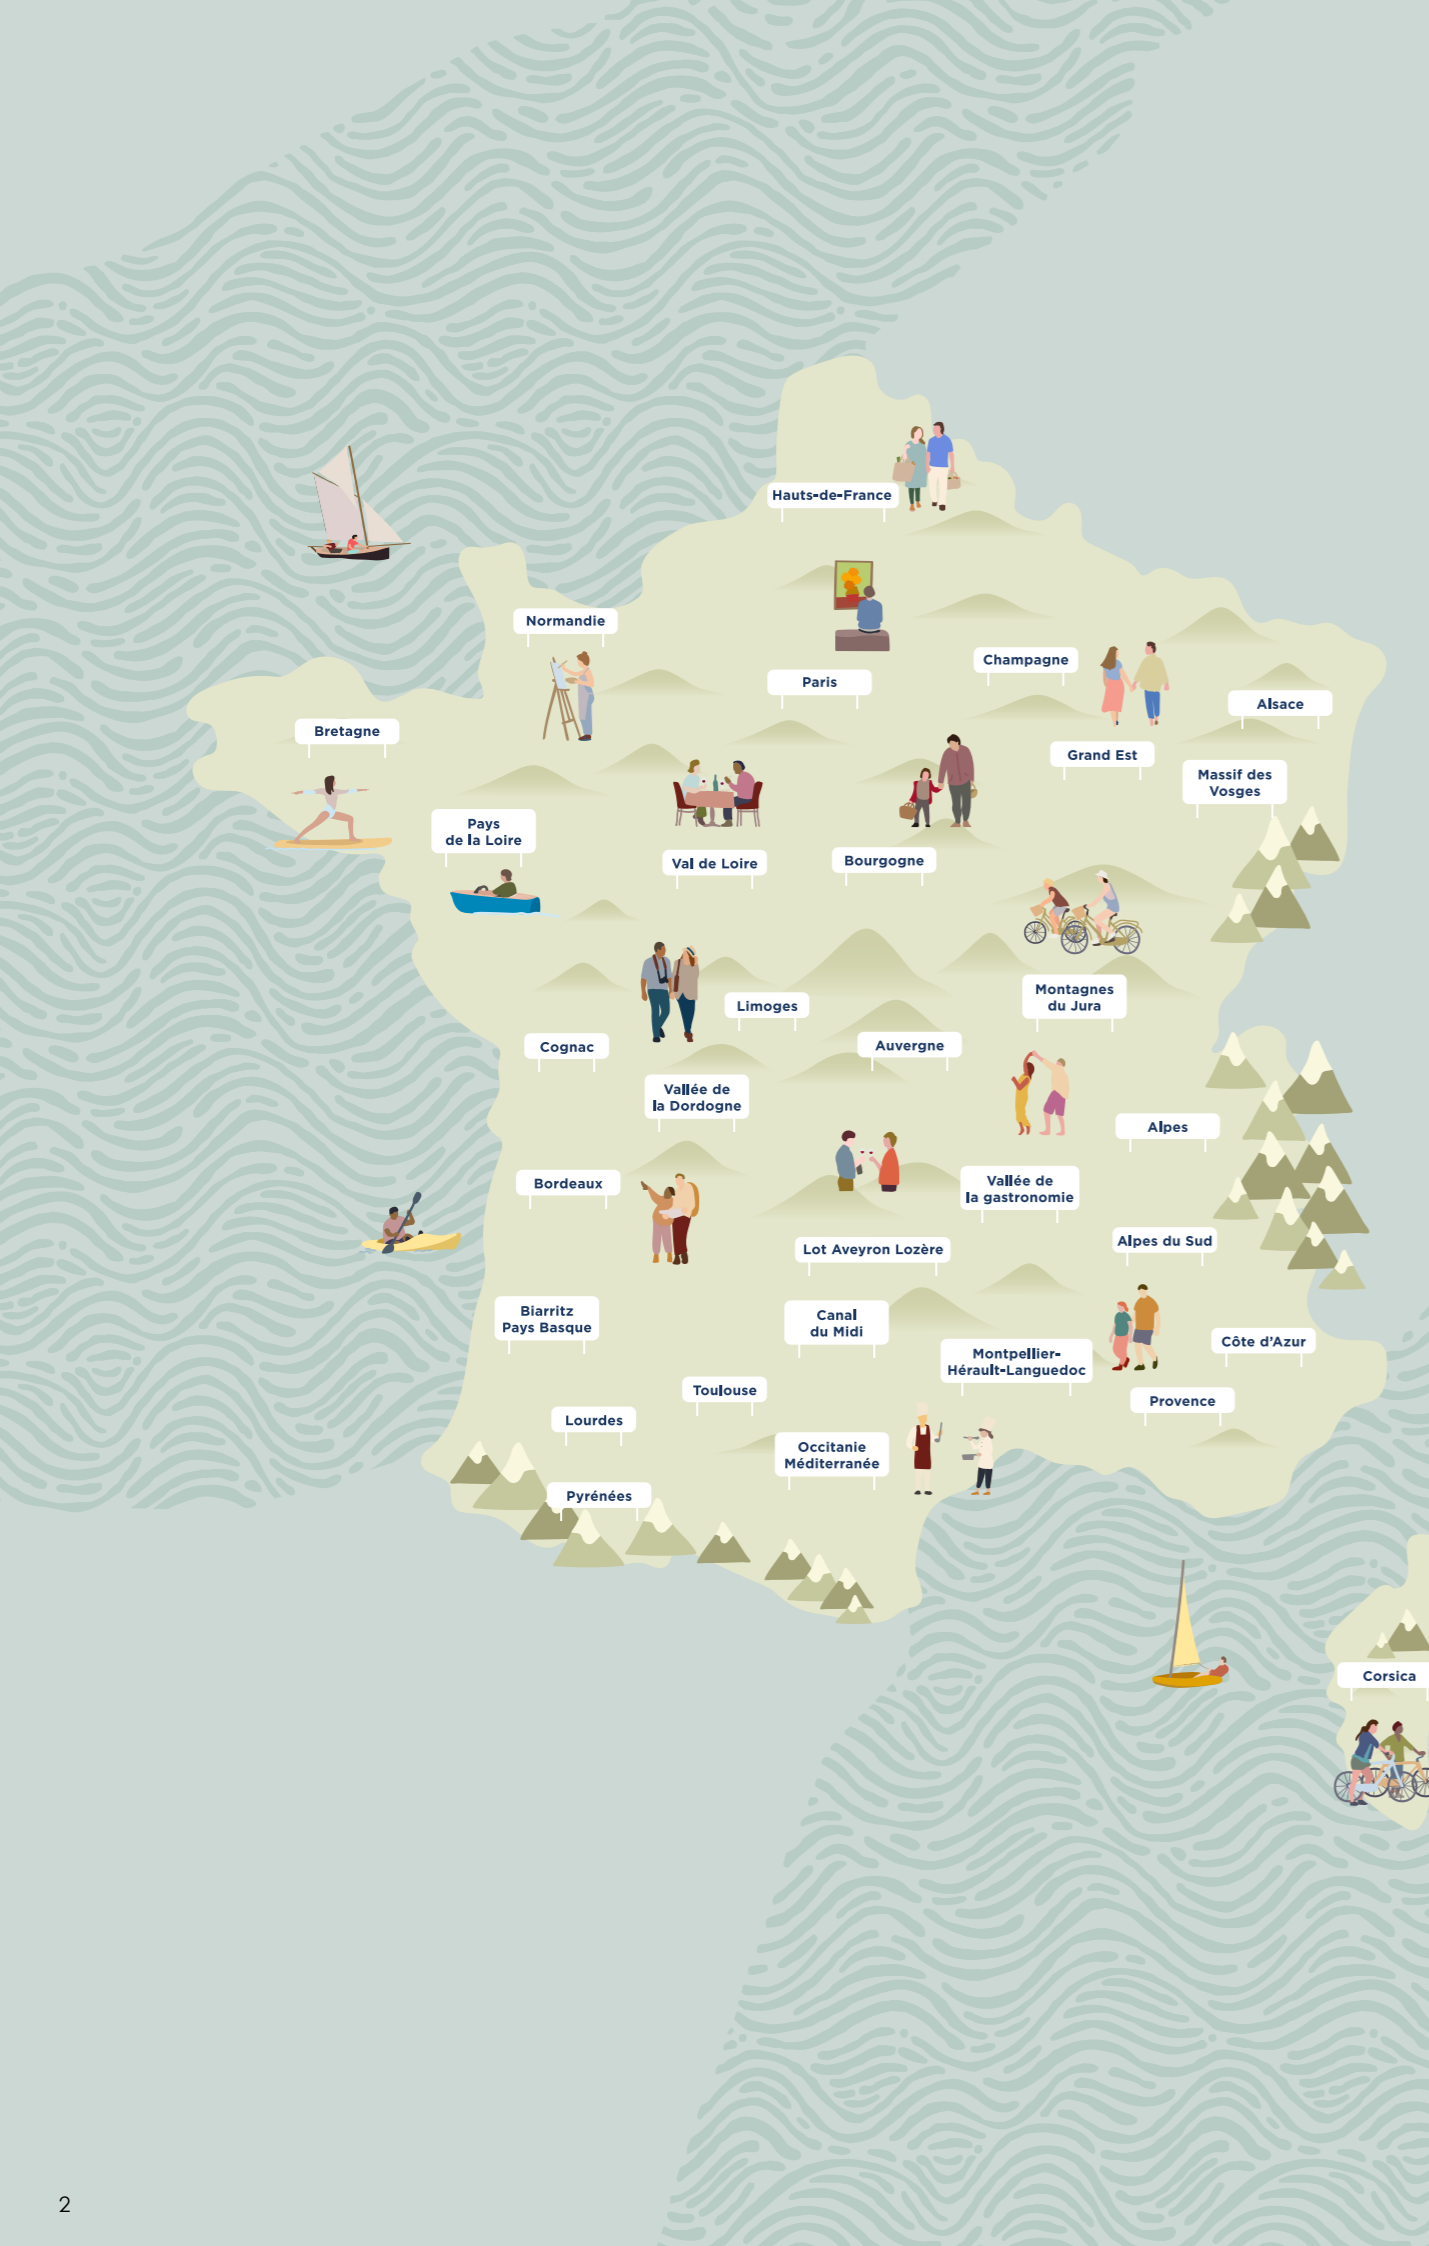 Hauts-de-France
Normandie
Champagne
Paris
Alsace
Bretagne
Grand Est
Massif des
Vosges
Pays
de la Loire
Val de Loire
Bourgogne
Montagnes
du Jura
Limoges
Cognac
Auvergne
Vallée de
la Dordogne
Alpes
Bordeaux
Vallée de
la gastronomie
Lot Aveyron Lozère
Alpes du Sud
Biarritz
Pays Basque
Canal
du Midi
Côte d’Azur
Montpellier-
Hérault-Languedoc
Toulouse
Provence
Lourdes
Occitanie
Méditerranée
Pyrénées
Corsica
2